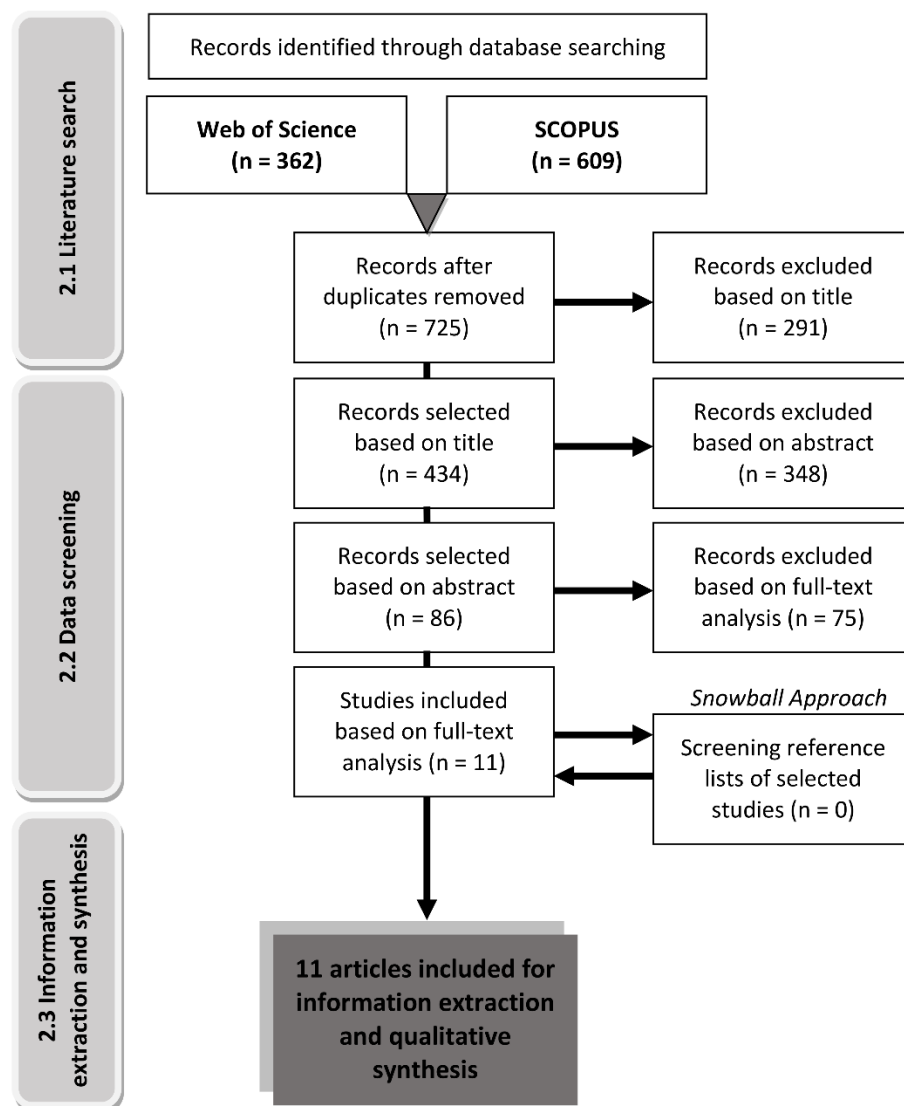 2.1 Literature search
Records identified through database searching
Web of Science
(n = 362)
SCOPUS
(n = 609)
Records after
duplicates removed
(n = 725)
Records excluded
based on title
(n = 291)
2.2 Data screening
Records selected
based on title
(n = 434)
Records excluded
based on abstract
(n = 348)
Records selected
based on abstract
(n = 86)
Records excluded
based on full-text
analysis (n = 75)
Studies included
based on full-text
analysis (n = 11)
Snowball Approach
Screening reference
lists of selected
studies (n = 0)
2.3 Information
extraction and synthesis
11 articles included for
information extraction
and qualitative
synthesis